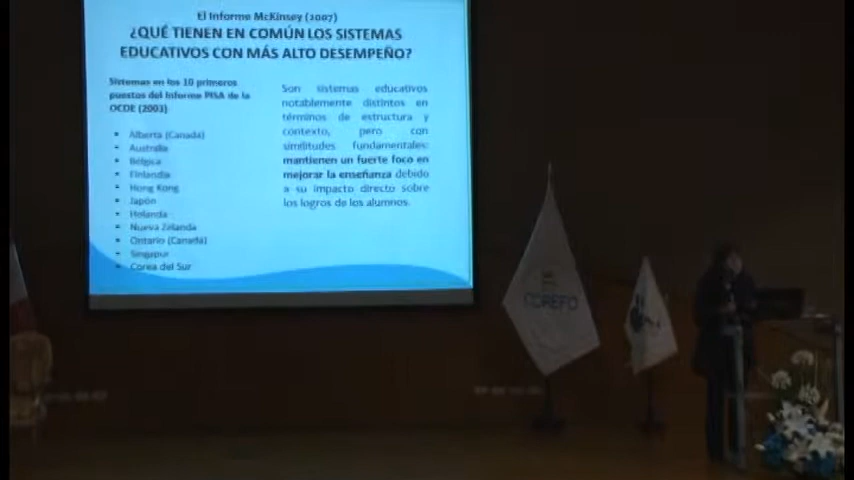 El Informe McKinsey (2007)
¿QUÉ TIENEN EN COMÚN LOS SISTEMAS
EDUCATIVOS CON MÁS ALTO DESEMPEÑO?
Sistemas en los 10 primeros
puestos del Informe PISA de la
OCDE (2003)
• Alberta (Canadá)
• Australia
• Bélgica
• Finlandia
• Hong Kong
• Japón
• Holanda
• Nueva Zelanda
• Ontario (Canadá)
• Singapur
• Corea del Sur
Son sistemas educativos
notablemente distintos en
términos de estructura y
contexto, pero con
similitudes fundamentales:
mantienen un fuerte foco en
mejorar la enseñanza debido
a su impacto directo sobre
los logros de los alumnos.
COREFO